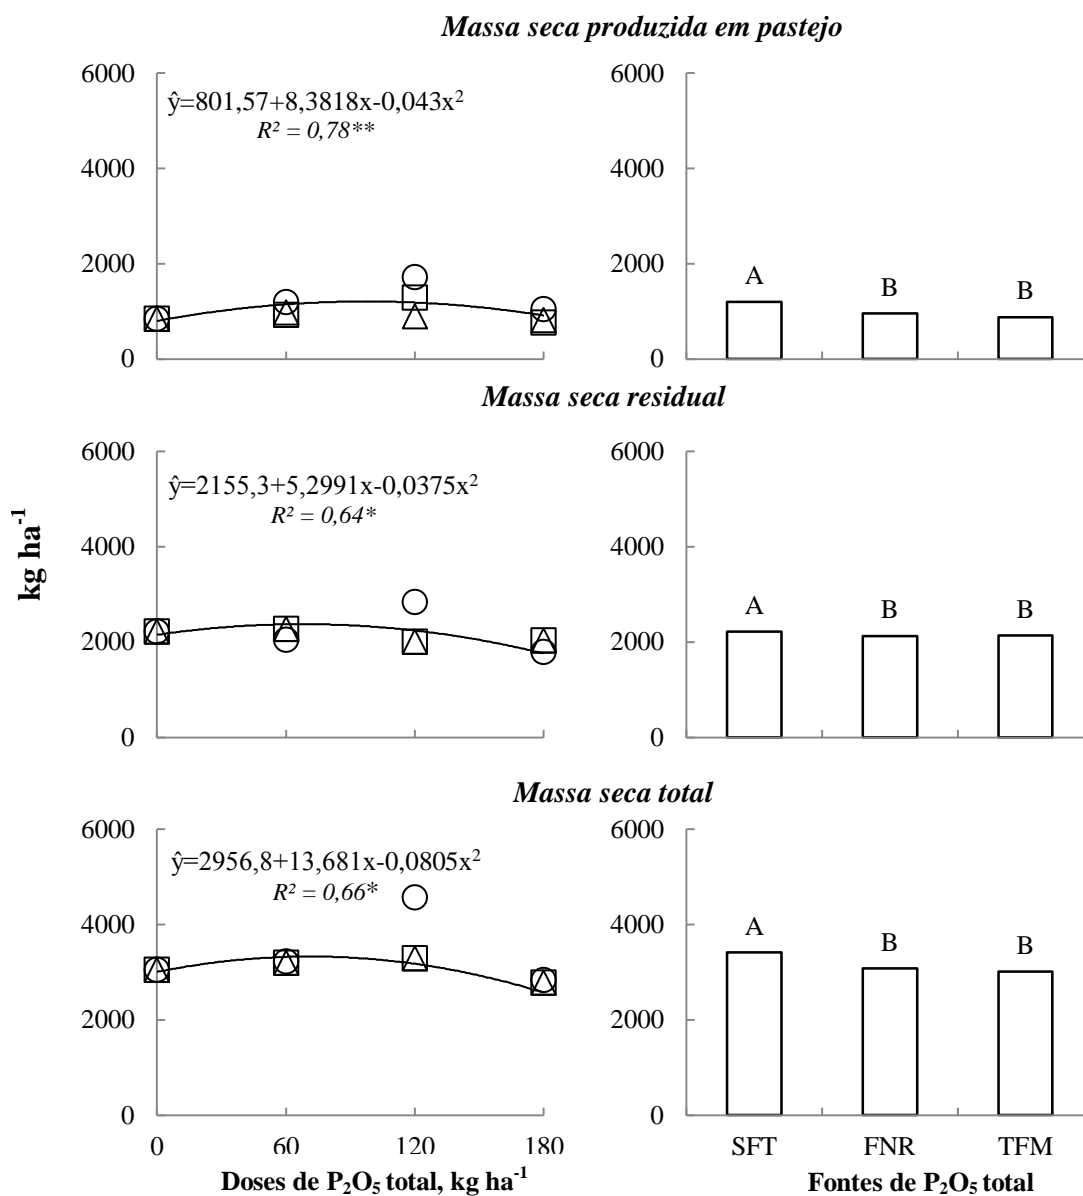 Massa seca produzida em pastejo
6000
4000
2000
0
ŷ=801,57+8,3818x-0,043x²
R² = 0,78**
6000
4000
2000
0
A
B
B
Massa seca residual
kg ha⁻¹
6000
4000
2000
0
ŷ=2155,3+5,2991x-0,0375x²
R² = 0,64*
6000
4000
2000
0
A
B
B
Massa seca total
6000
4000
2000
0
ŷ=2956,8+13,681x-0,0805x²
R² = 0,66*
0 60 120 180
Doses de P₂O₅ total, kg ha⁻¹
6000
4000
2000
0
A
B
B
SFT FNR TFM
Fontes de P₂O₅ total